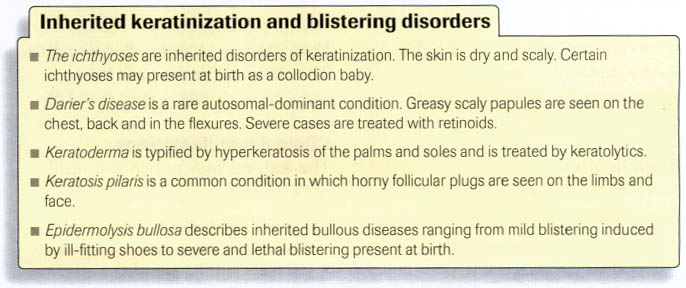 Inherited keratinization and blistering disorders
■ The ichthyoses are inherited disorders of keratinization. The skin is dry and scaly. Certain
ichthyoses may present at birth as a collodion baby.
■ Darier's disease is a rare autosomal-dominant condition. Greasy scaly papules are seen on the
chest, back and in the flexures. Severe cases are treated with retinoids.
■ Keratoderma is typified by hyperkeratosis of the palms and soles and is treated by keratolytics.
■ Keratosis pilaris is a common condition in which horny follicular plugs are seen on the limbs and
face.
■ Epidermolysis bullosa describes inherited bullous diseases ranging from mild blistering induced
by ill-fitting shoes to severe and lethal blistering present at birth.